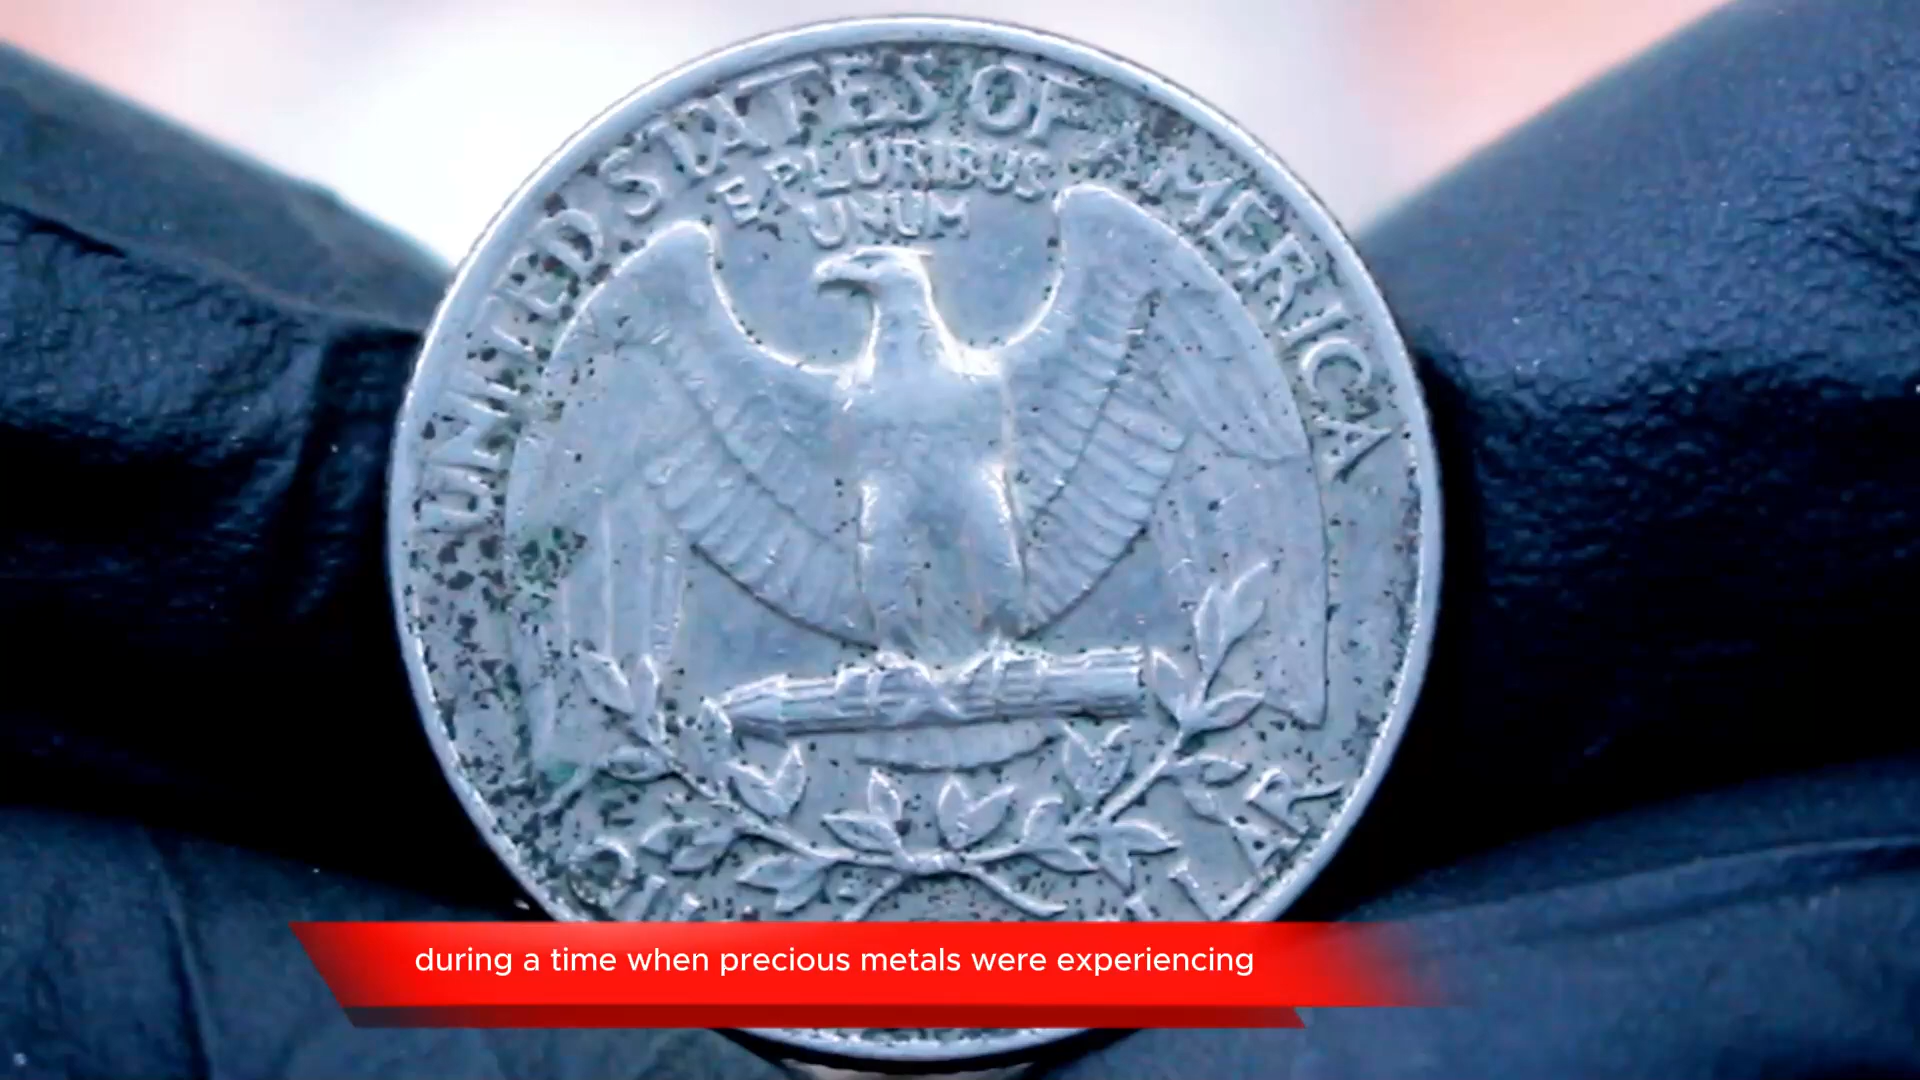 UNITED STATES OF AMERICA
E PLURIBUS
UNUM
during a time when precious metals were experiencing